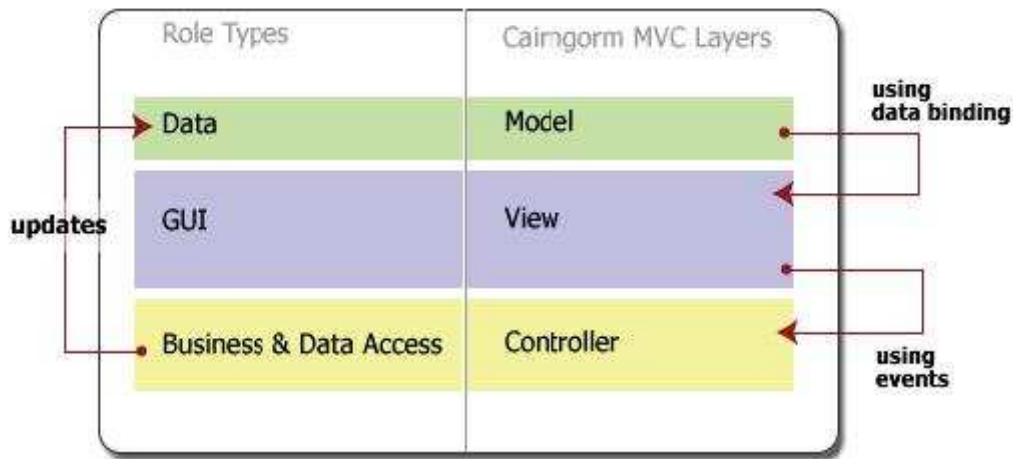 Role Types
Cairngorm MVC Layers
using
data binding
Data
Model
updates
GUI
View
Business & Data Access
Controller
using
events